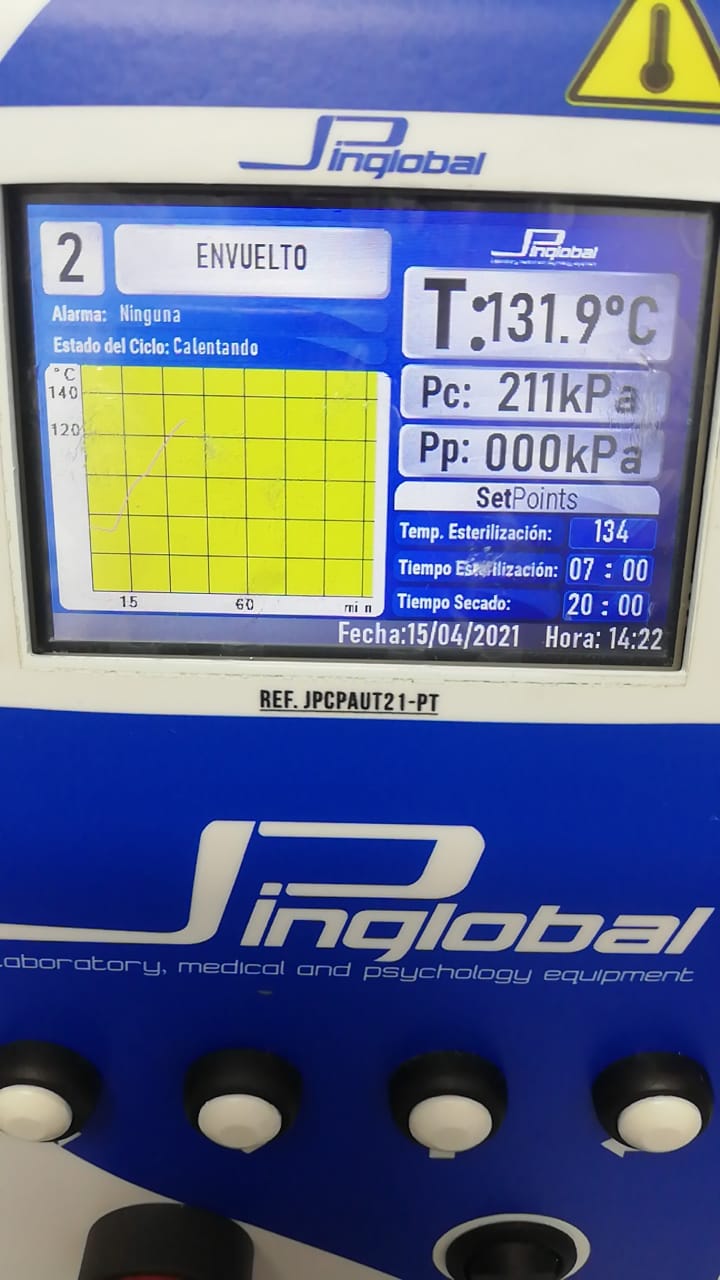 JPinglobal
2 ENVUELTO
Alarma: Ninguna
Estado del Ciclo: Calentando
°C
140
120
15 60 min
JPinglobal
T:131.9°C
Pc: 211kPa
Pp: 000kPa
SetPoints
Temp. Esterilización: 134
Tiempo Esterilización: 07 : 00
Tiempo Secado: 20 : 00
Fecha:15/04/2021 Hora: 14:22
REF. JPCPAUT21-PT
JPinglobal
aboratory, medical and psychology equipment